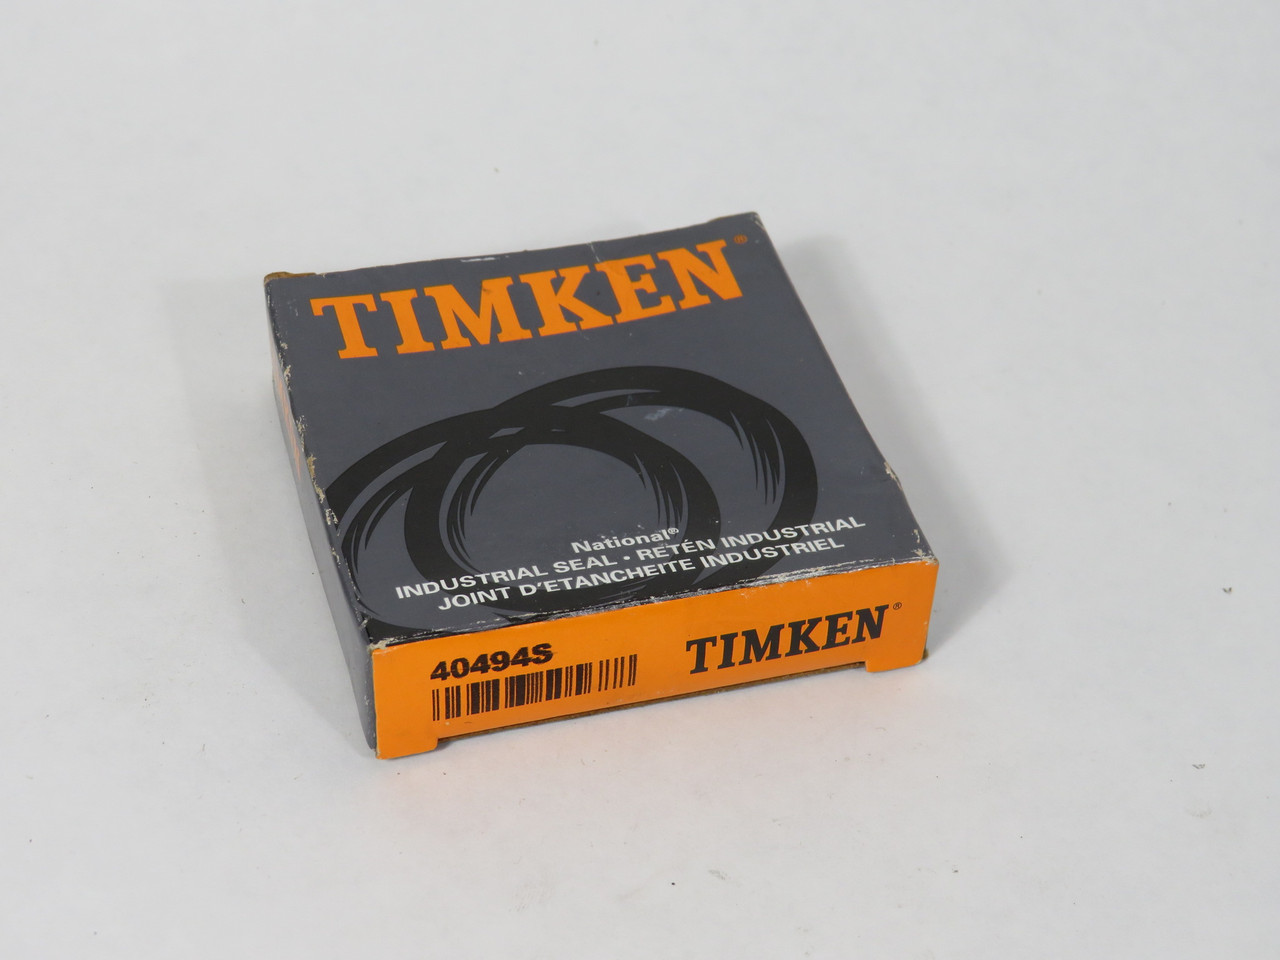 TIMKEN®
National®
INDUSTRIAL SEAL • RETÉN INDUSTRIAL
JOINT D'ETANCHEITE INDUSTRIEL
40494S
TIMKEN®